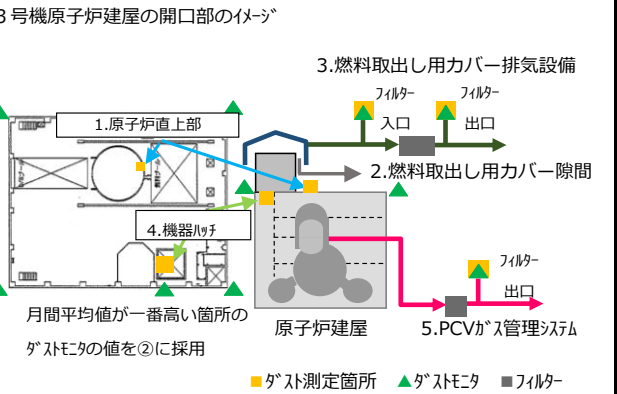 3号機原子炉建屋の開口部のイメージ
3.燃料取出し用カバー排気設備
フィルター
フィルター
入口
出口
1.原子炉直上部
2.燃料取出し用カバー隙間
4.機器ハッチ
フィルター
出口
月間平均値が一番高い箇所の
ダストモニタの値を②に採用
原子炉建屋
5.PCVガス管理システム
■ダスト測定箇所 ▲ダストモニタ ■フィルター